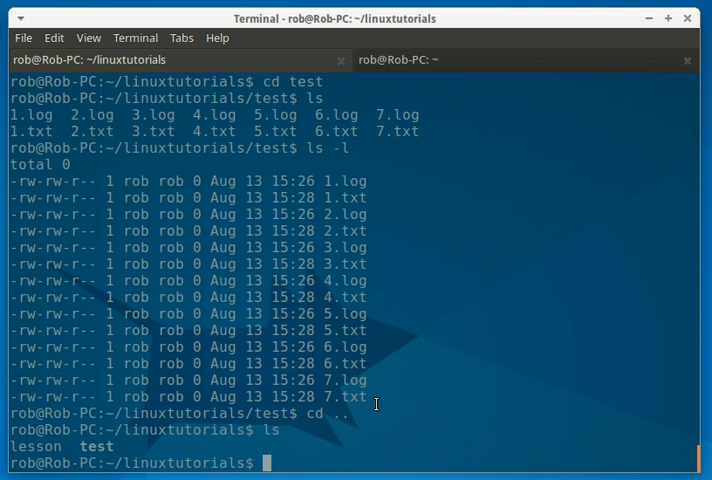 Terminal - rob@Rob-PC: ~/linuxtutorials
File Edit View Terminal Tabs Help
rob@Rob-PC: ~/linuxtutorials
rob@Rob-PC: ~
rob@Rob-PC:~/linuxtutorials$ cd test
rob@Rob-PC:~/linuxtutorials/test$ ls
1.log  2.log  3.log  4.log  5.log  6.log  7.log
1.txt  2.txt  3.txt  4.txt  5.txt  6.txt  7.txt
rob@Rob-PC:~/linuxtutorials/test$ ls -l
total 0
-rw-rw-r-- 1 rob rob 0 Aug 13 15:26 1.log
-rw-rw-r-- 1 rob rob 0 Aug 13 15:28 1.txt
-rw-rw-r-- 1 rob rob 0 Aug 13 15:26 2.log
-rw-rw-r-- 1 rob rob 0 Aug 13 15:28 2.txt
-rw-rw-r-- 1 rob rob 0 Aug 13 15:26 3.log
-rw-rw-r-- 1 rob rob 0 Aug 13 15:28 3.txt
-rw-rw-r-- 1 rob rob 0 Aug 13 15:26 4.log
-rw-rw-r-- 1 rob rob 0 Aug 13 15:28 4.txt
-rw-rw-r-- 1 rob rob 0 Aug 13 15:26 5.log
-rw-rw-r-- 1 rob rob 0 Aug 13 15:28 5.txt
-rw-rw-r-- 1 rob rob 0 Aug 13 15:26 6.log
-rw-rw-r-- 1 rob rob 0 Aug 13 15:28 6.txt
-rw-rw-r-- 1 rob rob 0 Aug 13 15:26 7.log
-rw-rw-r-- 1 rob rob 0 Aug 13 15:28 7.txt
rob@Rob-PC:~/linuxtutorials/test$ cd ..
rob@Rob-PC:~/linuxtutorials$ ls
lesson  test
rob@Rob-PC:~/linuxtutorials$